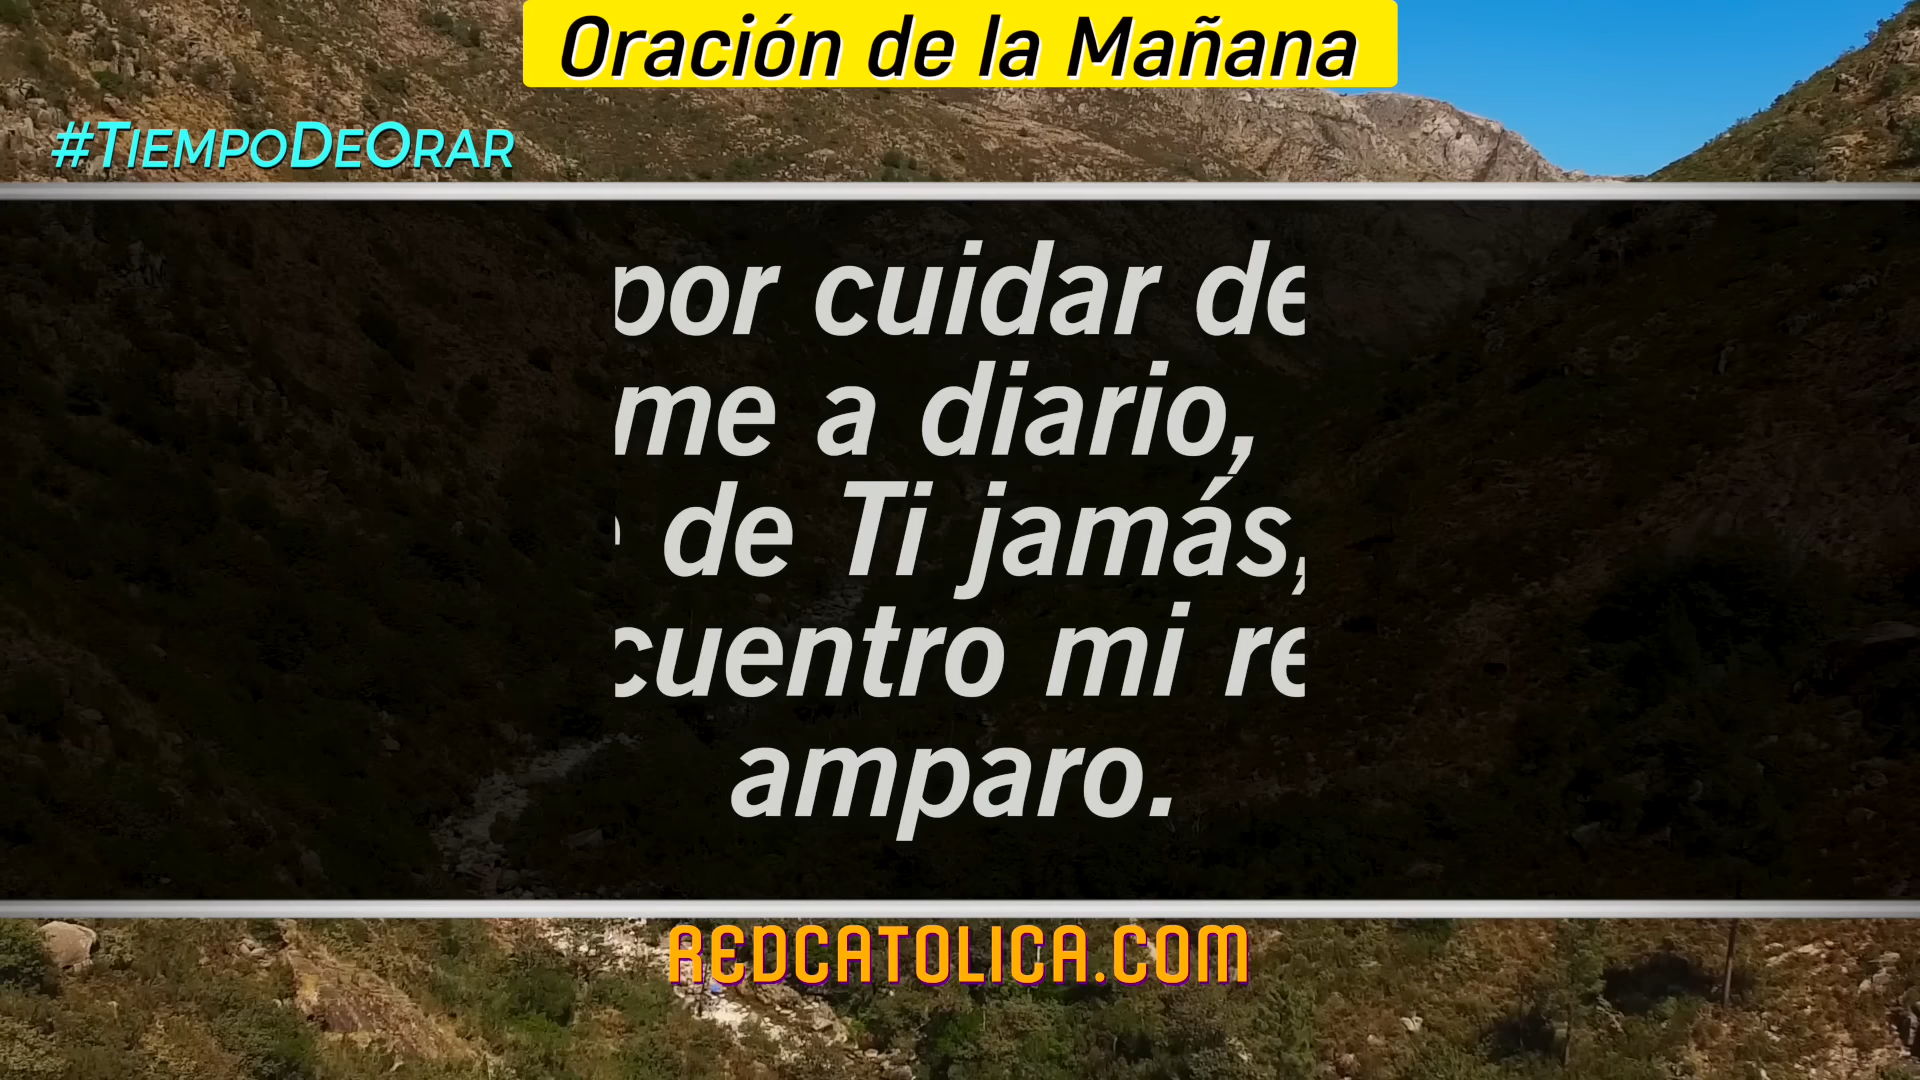 Oración de la Mañana
#TIEMPODEORAR
por cuidar de
me a diario,
de Ti jamás,
cuentro mi re
amparo.
REDCATOLICA.COM